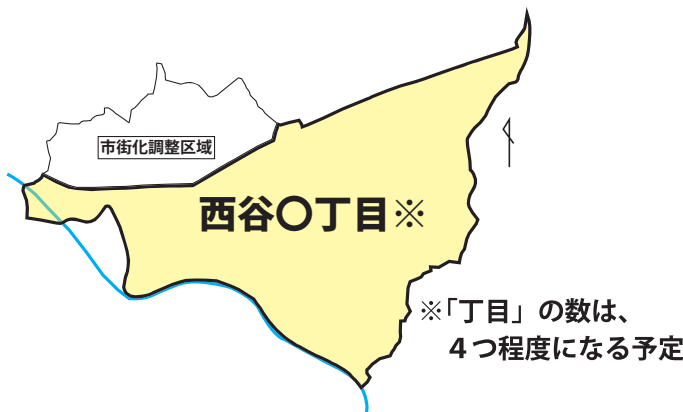 市街化調整区域
西谷〇丁目※
※「丁目」の数は、
４つ程度になる予定